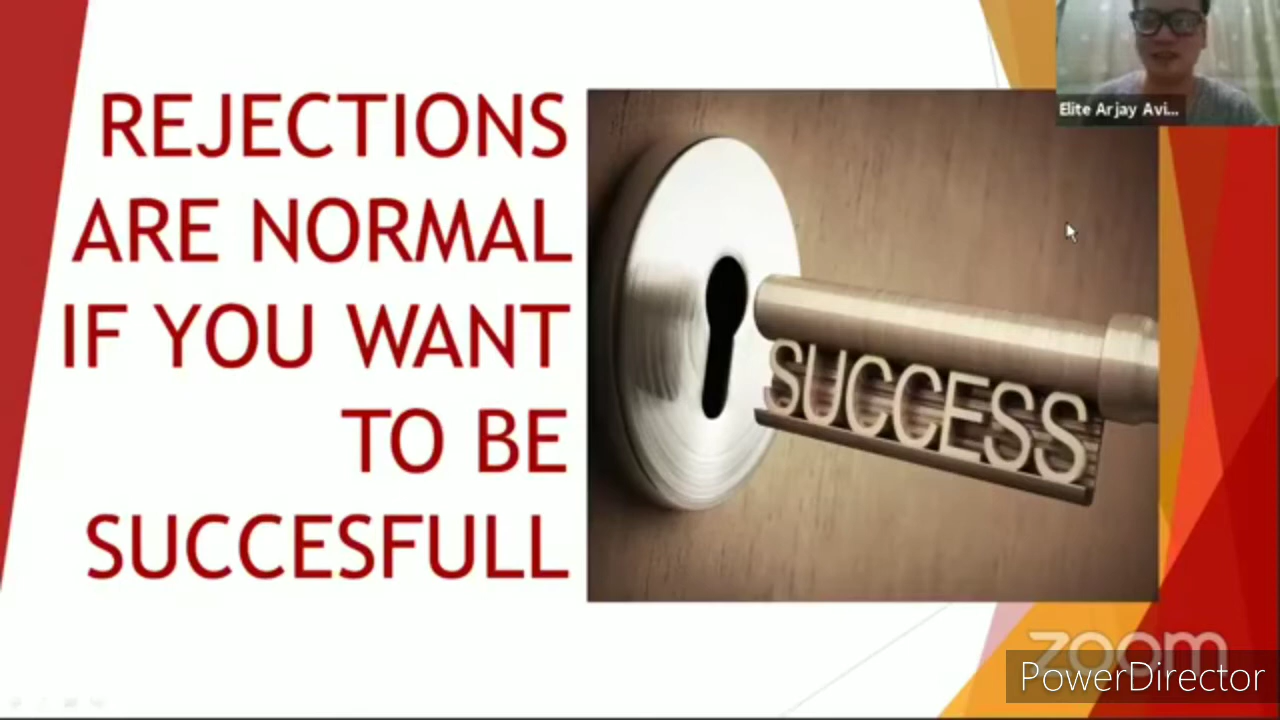 REJECTIONS
ARE NORMAL
IF YOU WANT
TO BE
SUCCESFULL
SUCCESS
Elite Arjay Avi...
zoom
PowerDirector